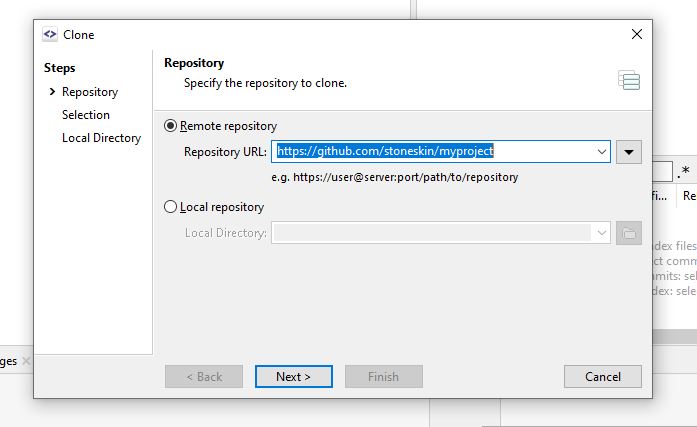 Clone
Steps
Repository
Selection
Local Directory
Repository
Specify the repository to clone.
Remote repository
Repository URL: https://github.com/stoneskin/myproject
e.g. https://user@server:port/path/to/repository
Local repository
Local Directory:
< Back Next > Finish Cancel
.*
fi... Re
ndex files
ct comm
mits: sel
dex: sele
ges